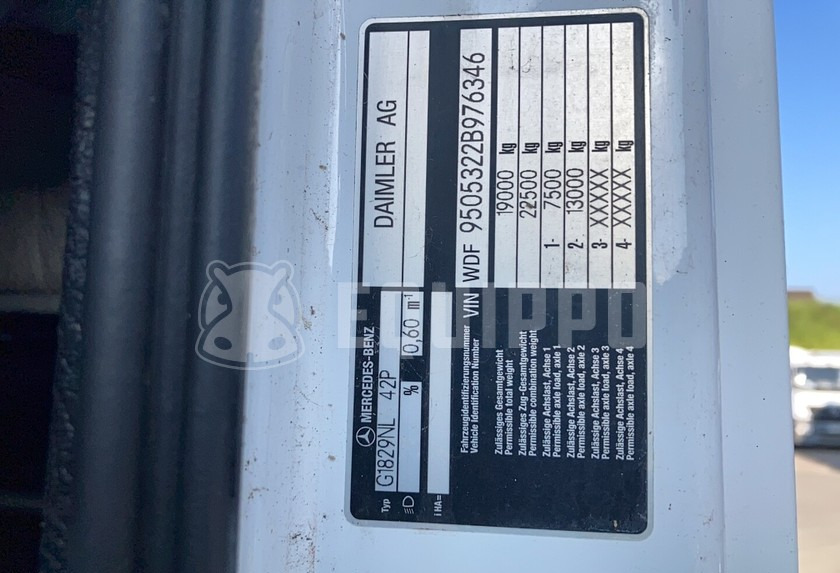 MERCEDES-BENZ DAIMLER AG
Typ G1829NL 42P
% 0,60 m⁻¹
i HA=
Fahrzeugidentifizierungsnummer
Vehicle Identification Number VIN WDF 9505322B976346
Zulässiges Gesamtgewicht
Permissible total weight 19000 kg
Zulässiges Zug-Gesamtgewicht
Permissible combination weight 22500 kg
Zulässige Achslast, Achse 1
Permissible axle load, axle 1 1- 7500 kg
Zulässige Achslast, Achse 2
Permissible axle load, axle 2 2- 13000 kg
Zulässige Achslast, Achse 3
Permissible axle load, axle 3 3- XXXXX kg
Zulässige Achslast, Achse 4
Permissible axle load, axle 4 4- XXXXX kg
EQUIPPO